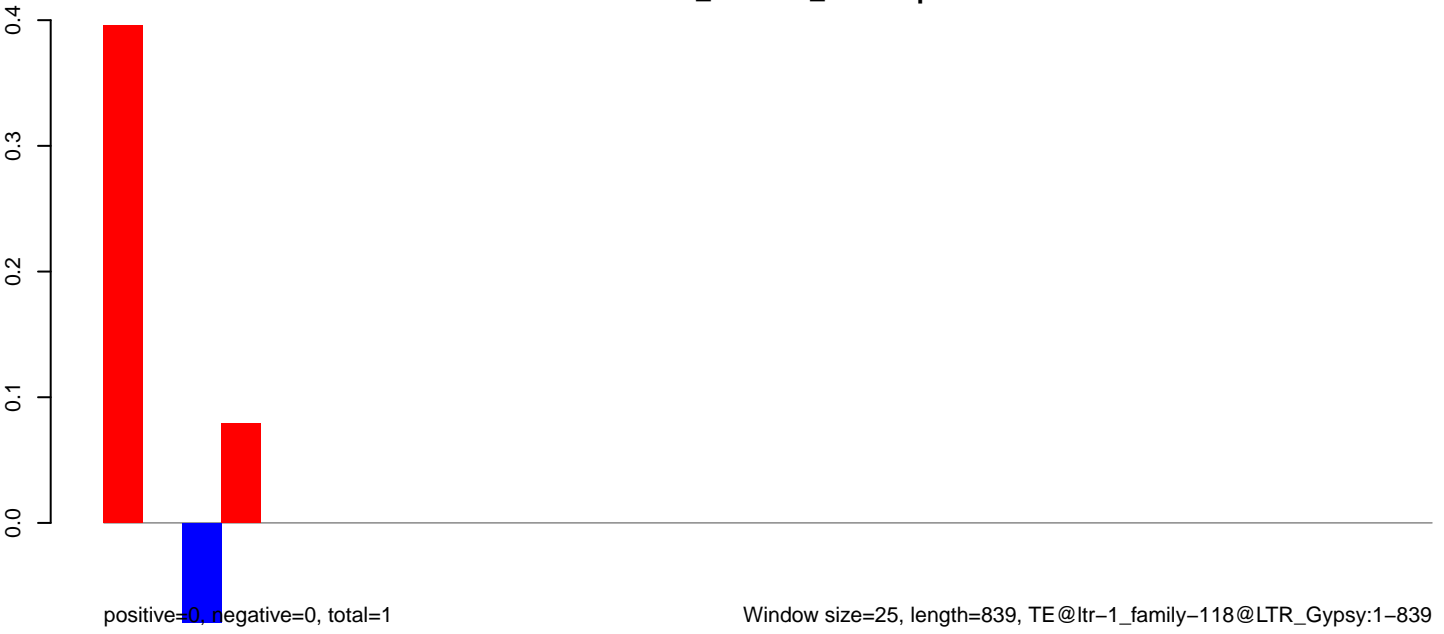 0.4
0.3
0.2
0.1
0.0
positive=0, negative=0, total=1
Window size=25, length=839, TE@ltr−1_family−118@LTR_Gypsy:1−839